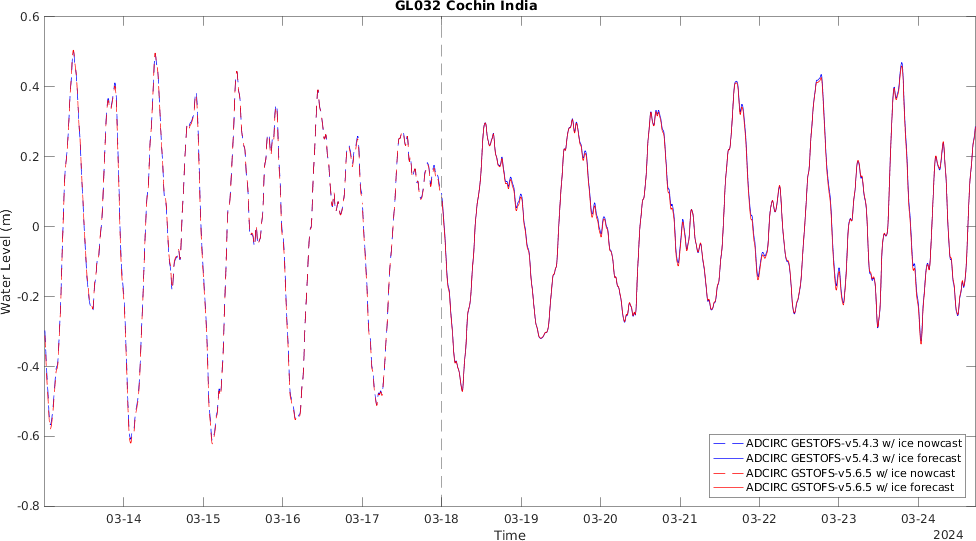 GL032 Cochin India
0.6
0.4
0.2
0
-0.2
-0.4
-0.6
-0.8
Water Level (m)
ADCIRC GESTOFS-v5.4.3 w/ ice nowcast
ADCIRC GESTOFS-v5.4.3 w/ ice forecast
ADCIRC GSTOFS-v5.6.5 w/ ice nowcast
ADCIRC GSTOFS-v5.6.5 w/ ice forecast
03-14 03-15 03-16 03-17 03-18 03-19 03-20 03-21 03-22 03-23 03-24
Time 2024